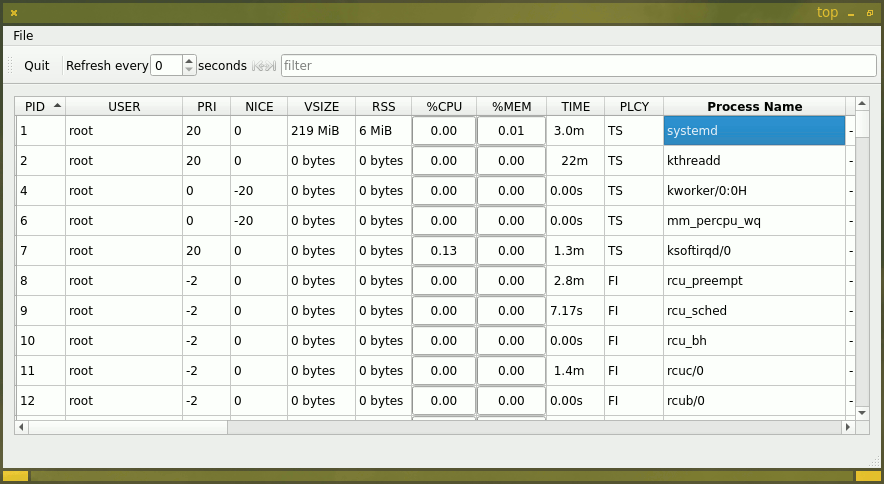 top
File
Quit Refresh every 0 seconds filter
PID USER PRI NICE VSIZE RSS %CPU %MEM TIME PLCY Process Name
1 root 20 0 219 MiB 6 MiB 0.00 0.01 3.0m TS systemd -
2 root 20 0 0 bytes 0 bytes 0.00 0.00 22m TS kthreadd -
4 root 0 -20 0 bytes 0 bytes 0.00 0.00 0.00s TS kworker/0:0H -
6 root 0 -20 0 bytes 0 bytes 0.00 0.00 0.00s TS mm_percpu_wq -
7 root 20 0 0 bytes 0 bytes 0.13 0.00 1.3m TS ksoftirqd/0 -
8 root -2 0 0 bytes 0 bytes 0.00 0.00 2.8m FI rcu_preempt -
9 root -2 0 0 bytes 0 bytes 0.00 0.00 7.17s FI rcu_sched -
10 root -2 0 0 bytes 0 bytes 0.00 0.00 0.00s FI rcu_bh -
11 root -2 0 0 bytes 0 bytes 0.00 0.00 1.4m FI rcuc/0 -
12 root -2 0 0 bytes 0 bytes 0.00 0.00 0.00s FI rcub/0 -